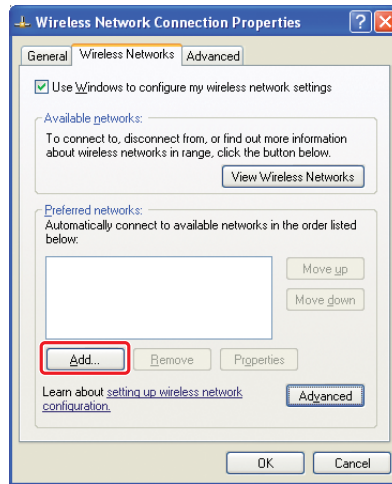 Wireless Network Connection Properties
General Wireless Networks Advanced
Use Windows to configure my wireless network settings
Available networks:
To connect to, disconnect from, or find out more information
about wireless networks in range, click the button below.
View Wireless Networks
Preferred networks:
Automatically connect to available networks in the order listed
below:
Move up
Move down
Add... Remove Properties
Learn about setting up wireless network
configuration.
Advanced
OK Cancel